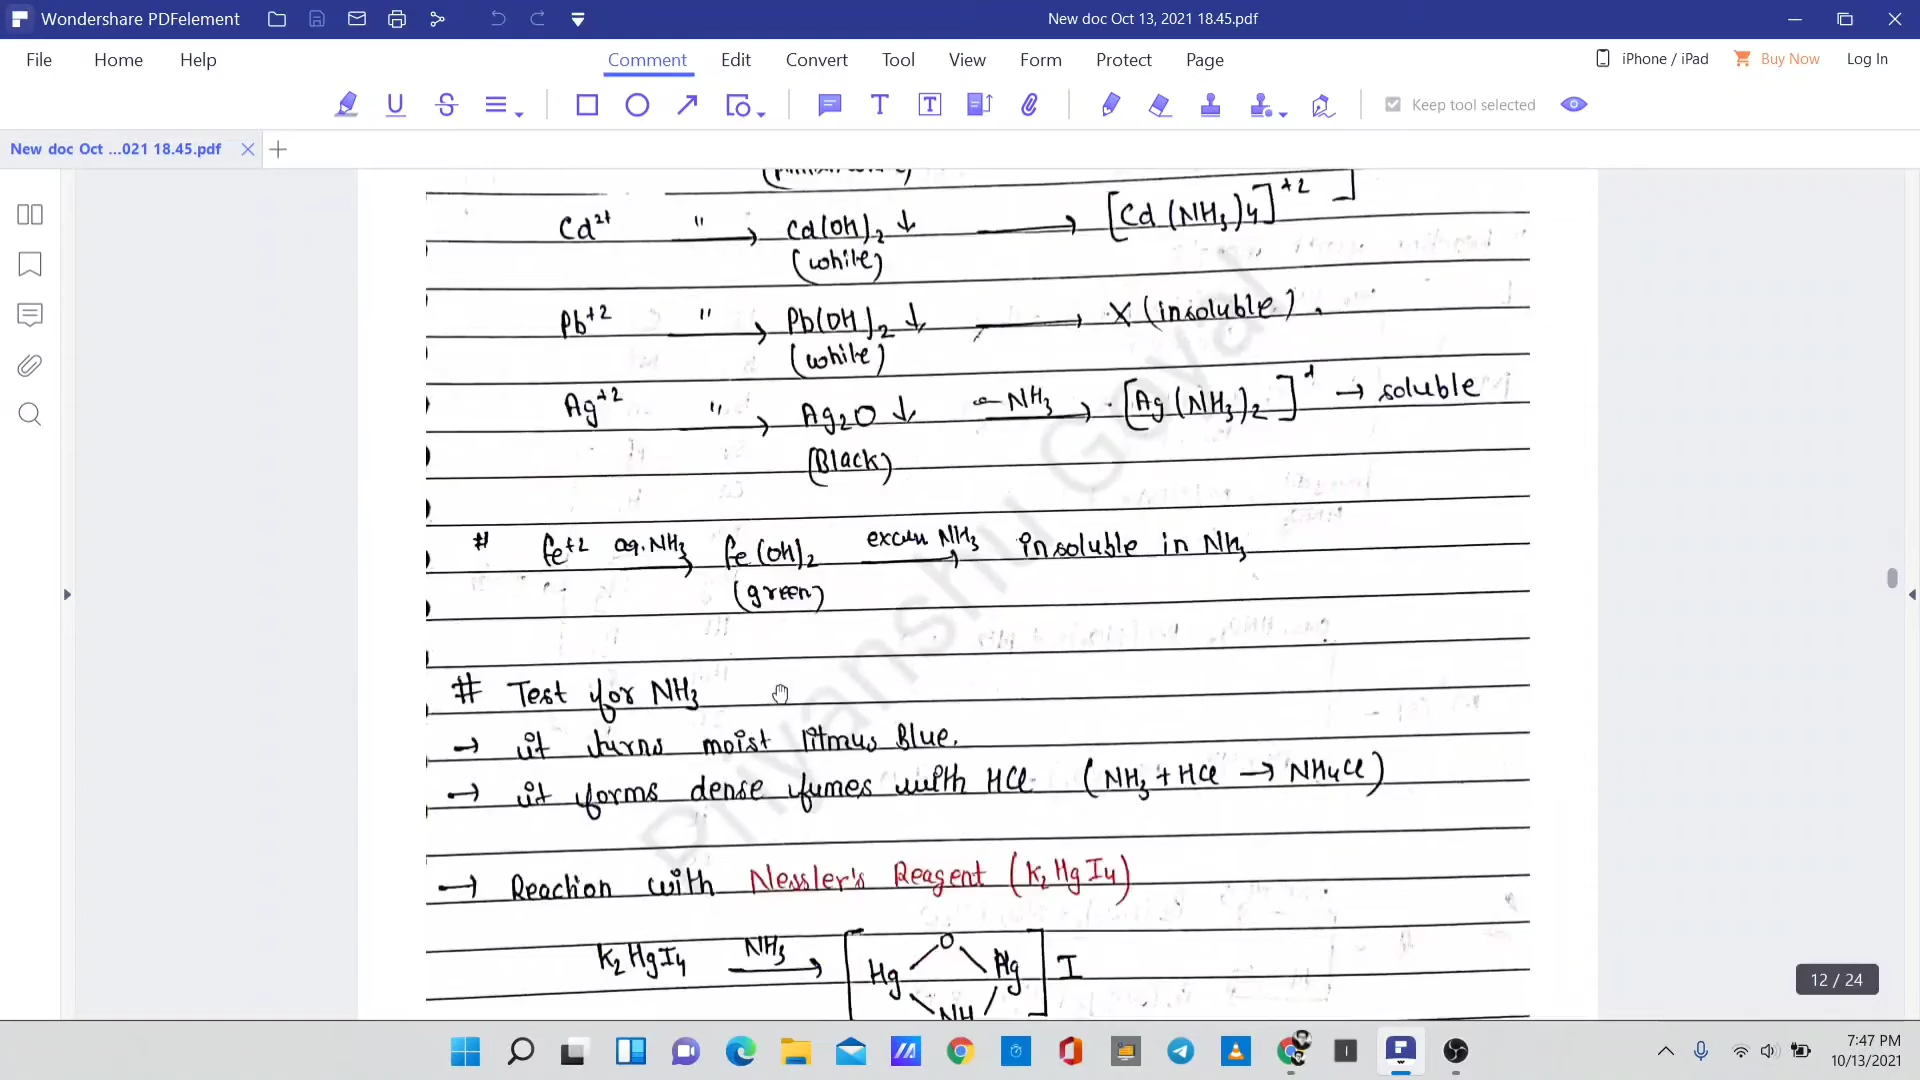 Wondershare PDFelement
New doc Oct 13, 2021 18.45.pdf
File Home Help Comment Edit Convert Tool View Form Protect Page iPhone / iPad Buy Now Log In
Keep tool selected
New doc Oct ...021 18.45.pdf
Cd²⁺ " → Cd(OH)₂ ↓ → [Cd(NH₃)4]⁺²
(white)
Pb⁺² " → Pb(OH)₂ ↓ → X (insoluble).
(white)
Ag⁺² " → Ag₂O ↓ NH₃ → [Ag(NH₃)₂]⁺ → soluble
(Black)
# fe⁺² aq. NH₃ → fe(OH)₂ excess NH₃ → insoluble in NH₃
(green)
# Test for NH₃
→ it turns moist litmus Blue.
→ it forms dense fumes with HCl (NH₃ + HCl → NH₄Cl)
→ Reaction with Nessler's Reagent (K₂HgI₄)
K₂HgI₄ NH₃ → [Hg O Hg NH] I
Priyanshu Goyal
12 / 24
7:47 PM
10/13/2021